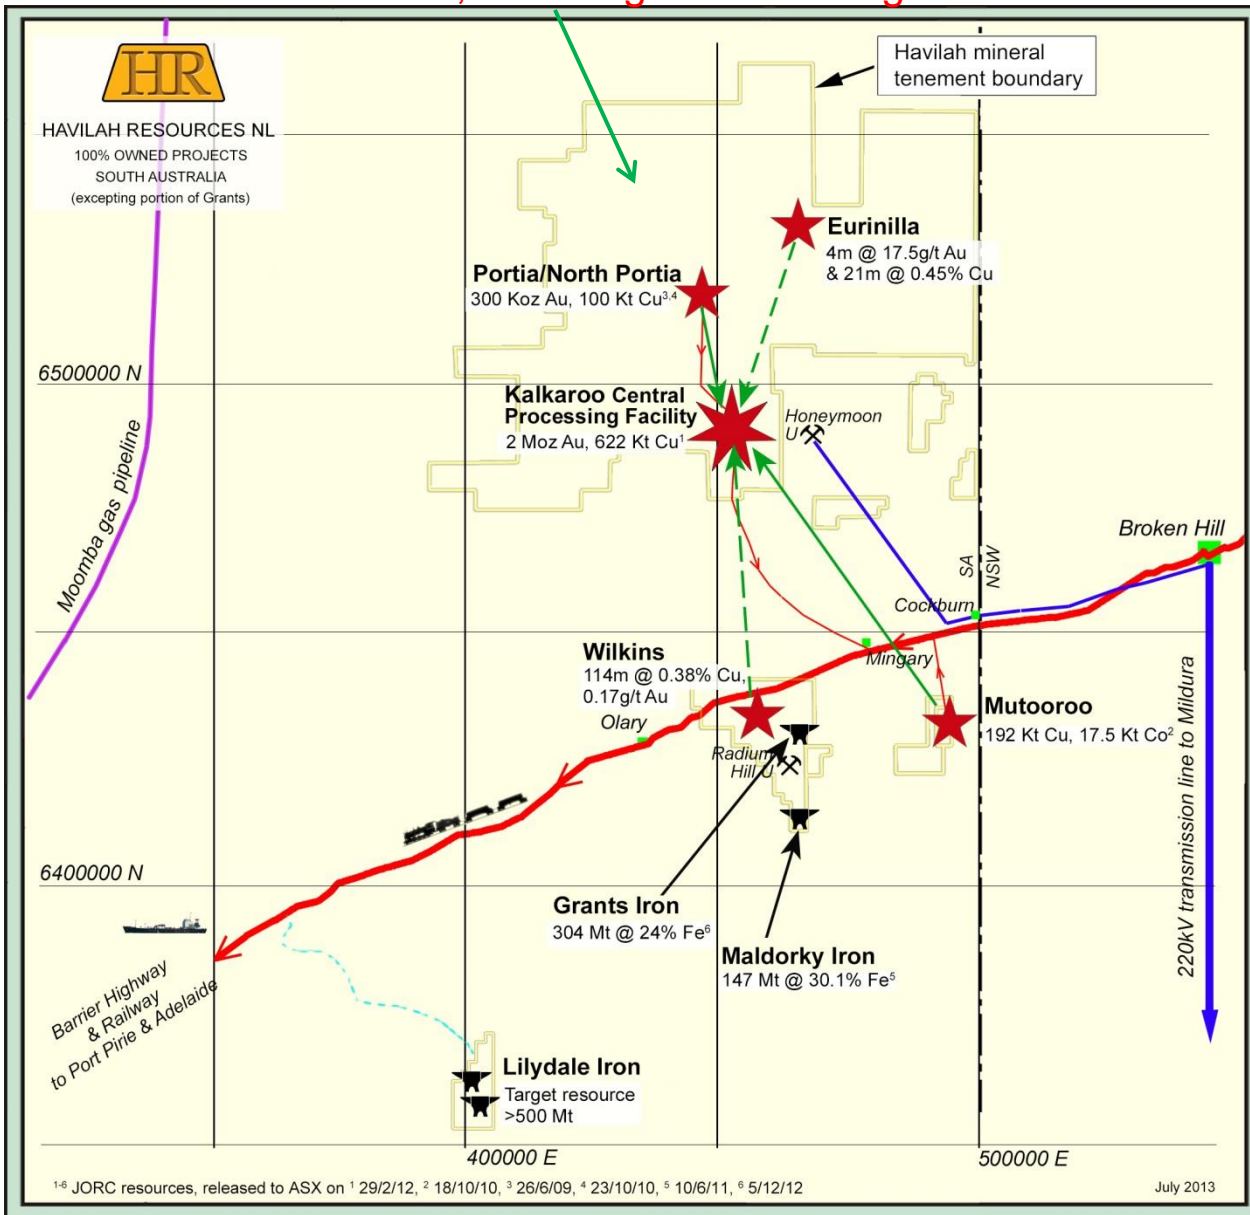 HR
HAVILAH RESOURCES NL
100% OWNED PROJECTS
SOUTH AUSTRALIA
(excepting portion of Grants)
Havilah mineral
tenement boundary
Eurinilla
4m @ 17.5g/t Au
& 21m @ 0.45% Cu
Portia/North Portia
300 Koz Au, 100 Kt Cu³,⁴
6500000 N
Kalkaroo Central
Processing Facility
2 Moz Au, 622 Kt Cu¹
Honeymoon
U
Moomba gas pipeline
Broken Hill
SA
NSW
Cockburn
Mingary
Wilkins
114m @ 0.38% Cu,
0.17g/t Au
Olary
Radium
Hill U
Mutooroo
192 Kt Cu, 17.5 Kt Co²
220kV transmission line to Mildura
6400000 N
Grants Iron
304 Mt @ 24% Fe⁶
Maldorky Iron
147 Mt @ 30.1% Fe⁵
Barrier Highway
& Railway
to Port Pirie & Adelaide
Lilydale Iron
Target resource
>500 Mt
400000 E
500000 E
¹⁻⁶ JORC resources, released to ASX on ¹ 29/2/12, ² 18/10/10, ³ 26/6/09, ⁴ 23/10/10, ⁵ 10/6/11, ⁶ 5/12/12
July 2013